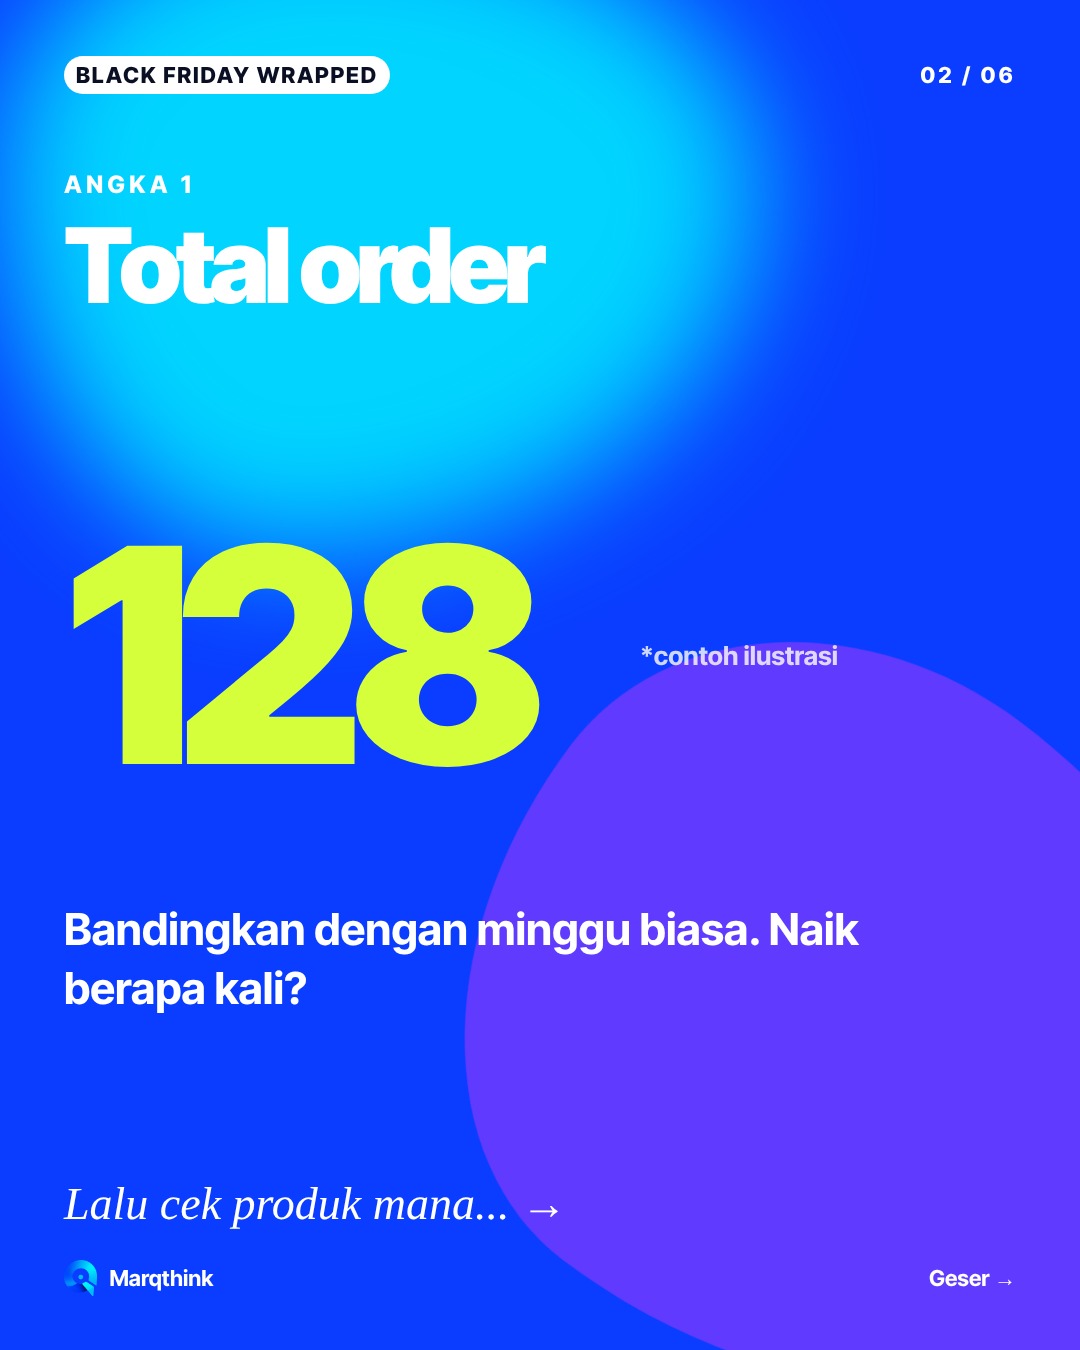 BLACK FRIDAY WRAPPED
02 / 06
ANGKA 1
Total order
128
*contoh ilustrasi
Bandingkan dengan minggu biasa. Naik
berapa kali?
Lalu cek produk mana... →
Marqthink
Geser →